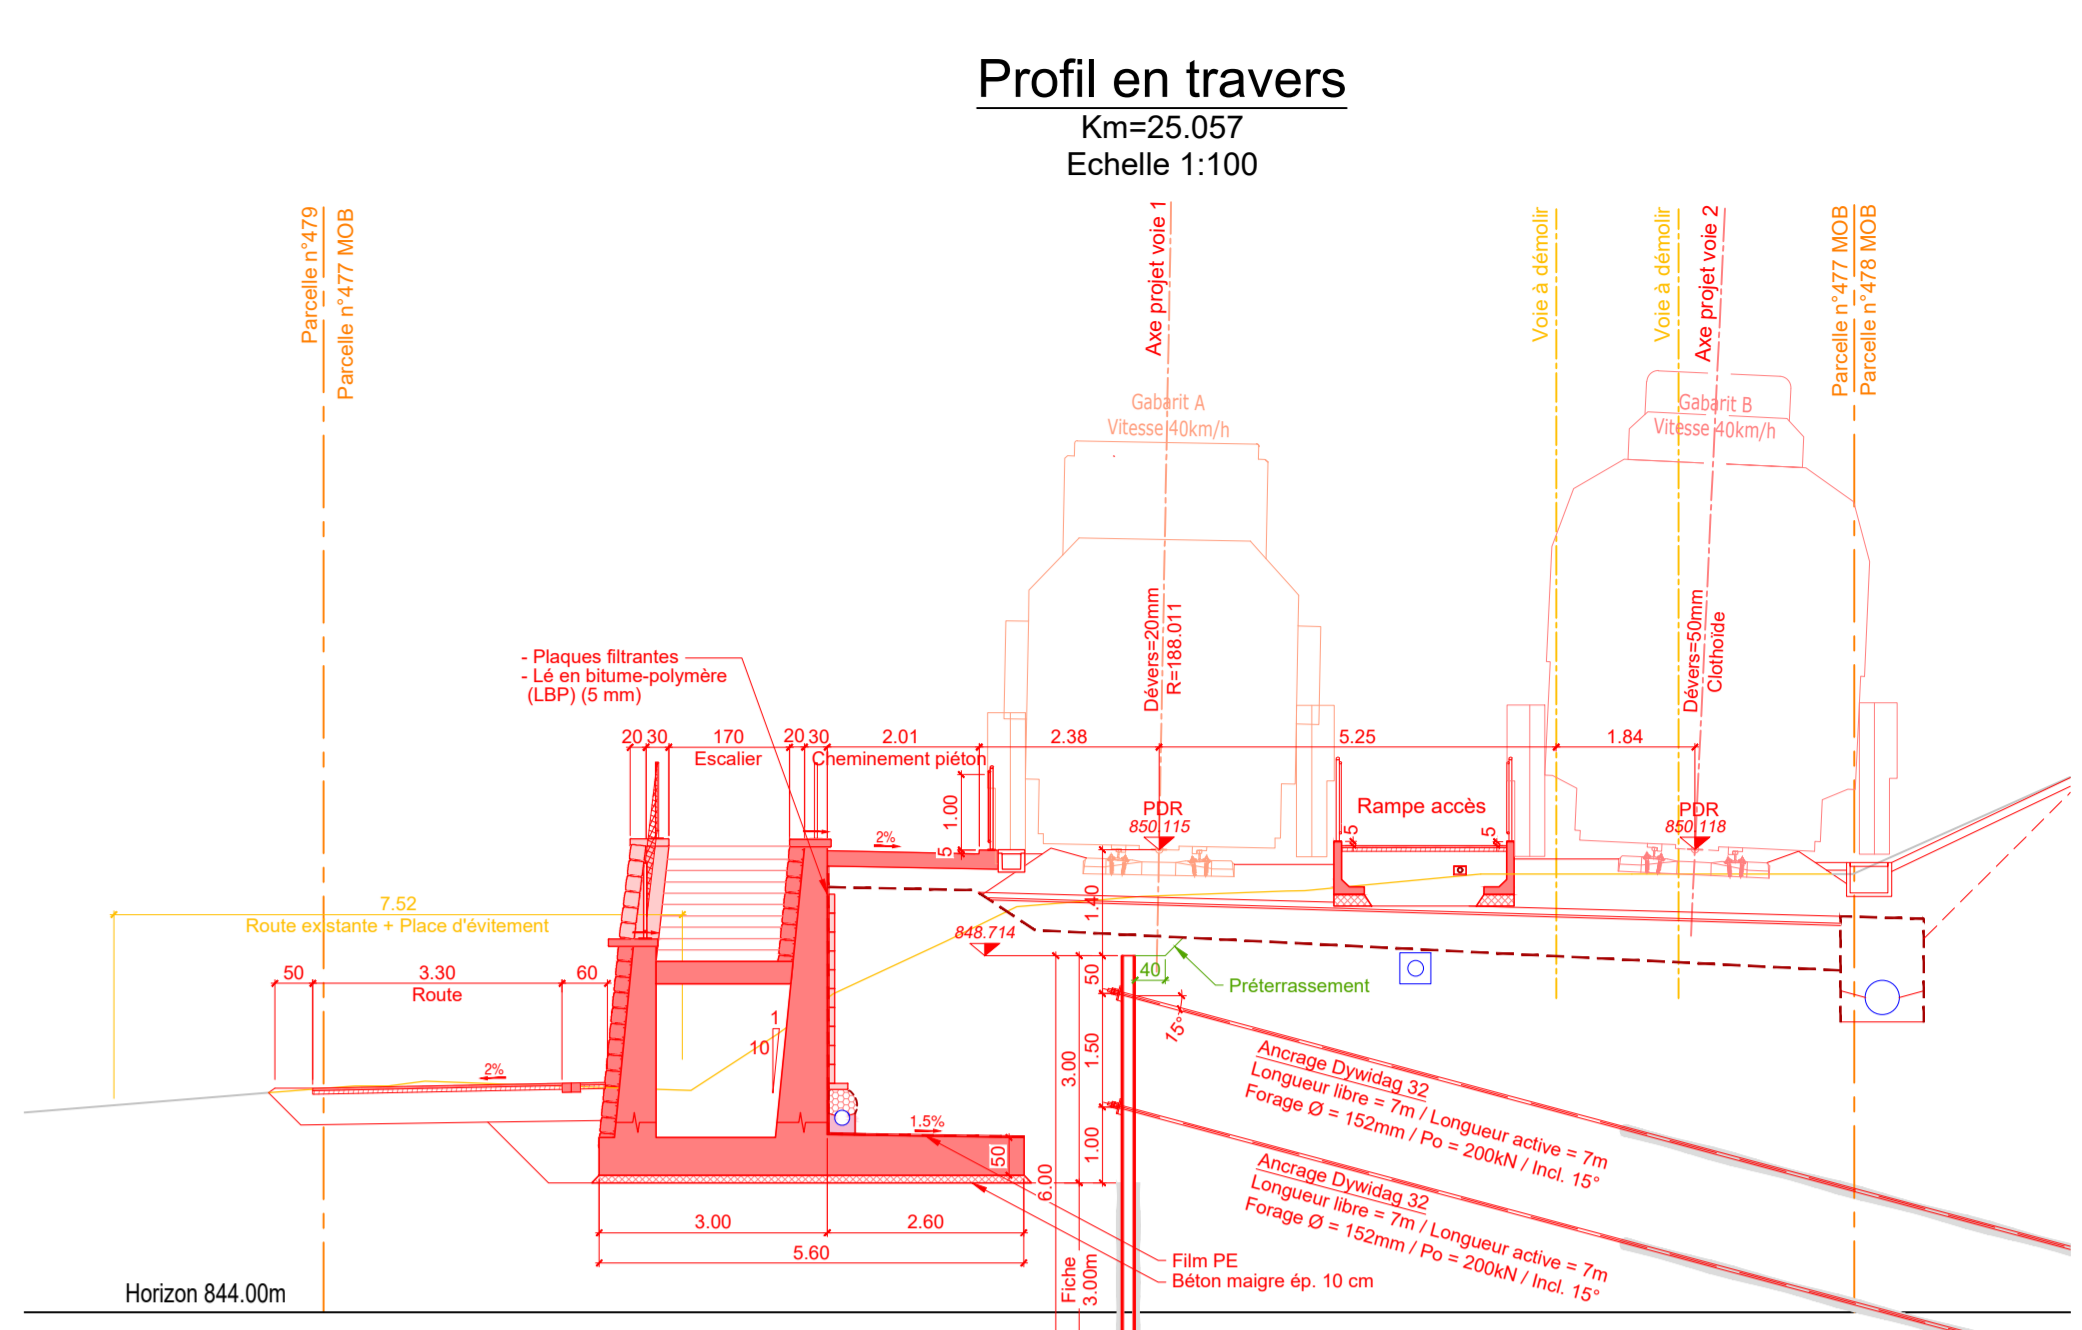 Profil en travers
Km=25.057
Echelle 1:100
Parcelle n°479
Parcelle n°477 MOB
Axe projet voie 1
Voie à démolir
Voie à démolir
Axe projet voie 2
Parcelle n°477 MOB
Parcelle n°478 MOB
Gabarit A
Vitesse 40km/h
Gabarit B
Vitesse 40km/h
Dévers=20mm
R=188.011
Dévers=50mm
Clothoïde
- Plaques filtrantes
- Lé en bitume-polymère
(LBP) (5 mm)
20 30 170 20 30 2.01 2.38 5.25 1.84
Escalier
Cheminement piéton
1.00
5
2%
PDR
850.115
Rampe accès
5
5
PDR
850.118
7.52
Route existante + Place d'évitement
1.40
848.714
50 3.30 60
Route
50
40
Préterrassement
15°
1
10
2%
1.50
3.00
1.00
6.00
1.5%
50
Ancrage Dywidag 32
Longueur libre = 7m / Longueur active = 7m
Forage Ø = 152mm / Po = 200kN / Incl. 15°
Ancrage Dywidag 32
Longueur libre = 7m / Longueur active = 7m
Forage Ø = 152mm / Po = 200kN / Incl. 15°
3.00 2.60
5.60
Film PE
Béton maigre ép. 10 cm
Fiche
3.00m
Horizon 844.00m